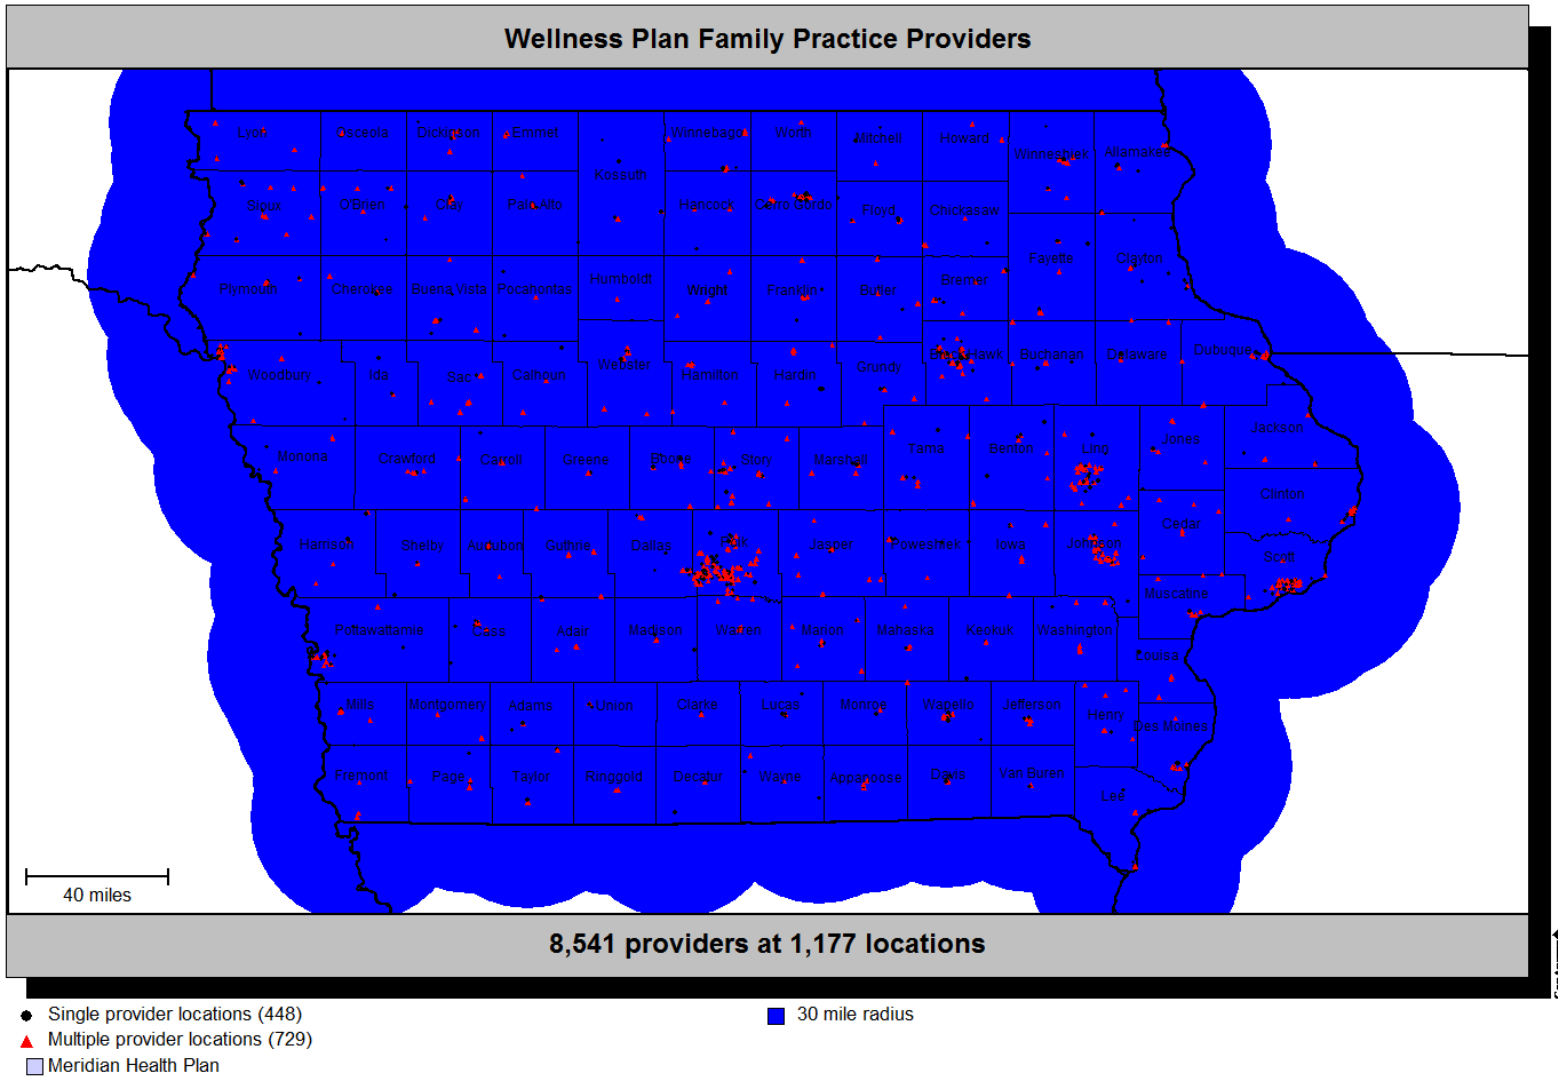 Wellness Plan Family Practice Providers
Lyon Osceola Dickinson Emmet Winnebago Worth Mitchell Howard Winneshiek Allamakee
Kossuth
Sioux O'Brien Clay Palo Alto Hancock Cerro Gordo Floyd Chickasaw
Fayette Clayton
Plymouth Cherokee Buena Vista Pocahontas Humboldt Wright Franklin Butler Bremer
Woodbury Ida Sac Calhoun Webster Hamilton Hardin Grundy Black Hawk Buchanan Delaware Dubuque
Monona Crawford Carroll Greene Boone Story Marshall Tama Benton Linn Jones Jackson
Clinton
Harrison Shelby Audubon Guthrie Dallas Polk Jasper Poweshiek Iowa Johnson Cedar
Scott
Muscatine
Pottawattamie Cass Adair Madison Warren Marion Mahaska Keokuk Washington
Louisa
Mills Montgomery Adams Union Clarke Lucas Monroe Wapello Jefferson Henry Des Moines
Fremont Page Taylor Ringgold Decatur Wayne Appanoose Davis Van Buren Lee
40 miles
8,541 providers at 1,177 locations
Single provider locations (448)
30 mile radius
Multiple provider locations (729)
Meridian Health Plan